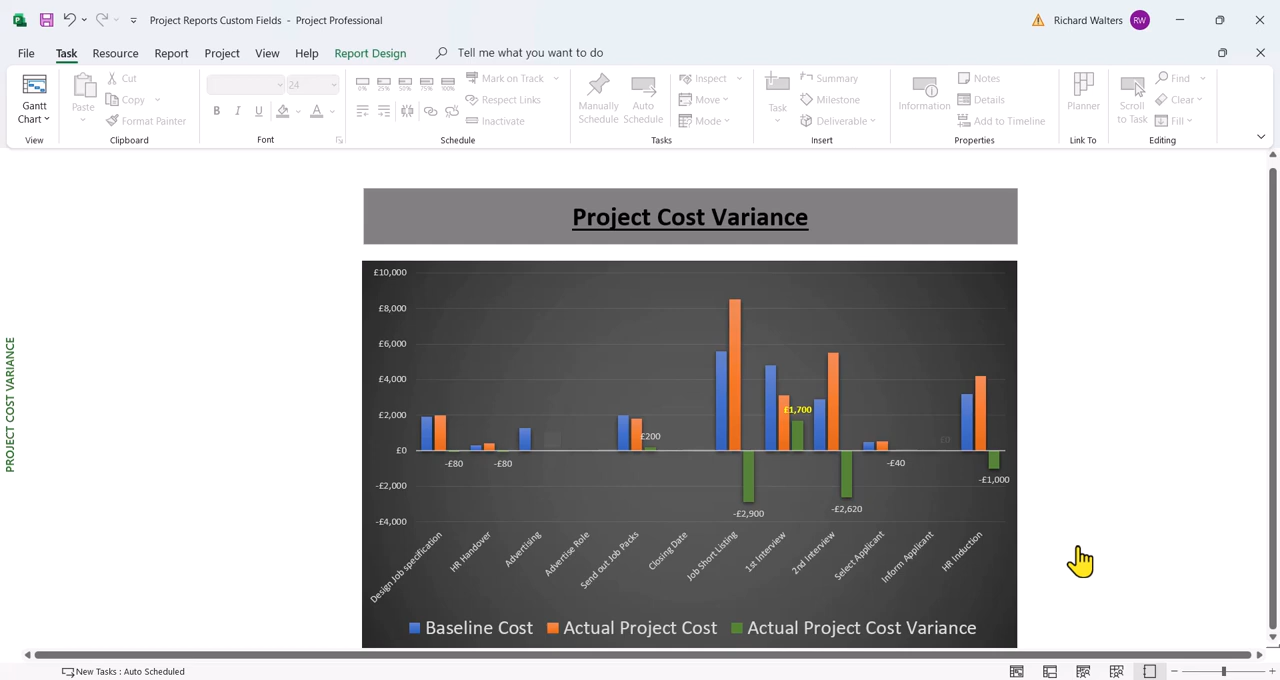 Project Reports Custom Fields - Project Professional
Richard Walters RW
File Task Resource Report Project View Help Report Design Tell me what you want to do
Gantt Chart
View
Paste
Cut
Copy
Format Painter
Clipboard
24
B I U A
Font
0% 25% 50% 75% 100%
Mark on Track
Respect Links
Inactivate
Schedule
Manually Schedule
Auto Schedule
Inspect
Move
Mode
Tasks
Task
Summary
Milestone
Deliverable
Insert
Information
Notes
Details
Add to Timeline
Properties
Planner
Link To
Scroll to Task
Find
Clear
Fill
Editing
PROJECT COST VARIANCE
Project Cost Variance
£10,000
£8,000
£6,000
£4,000
£2,000
£0
-£2,000
-£4,000
-£80
-£80
£200
-£2,900
£1,700
-£2,620
-£40
£0
-£1,000
Design Job specification
HR Handover
Advertising
Advertise Role
Send out Job Packs
Closing Date
Job Short Listing
1st Interview
2nd Interview
Select Applicant
Inform Applicant
HR Induction
Baseline Cost Actual Project Cost Actual Project Cost Variance
New Tasks : Auto Scheduled